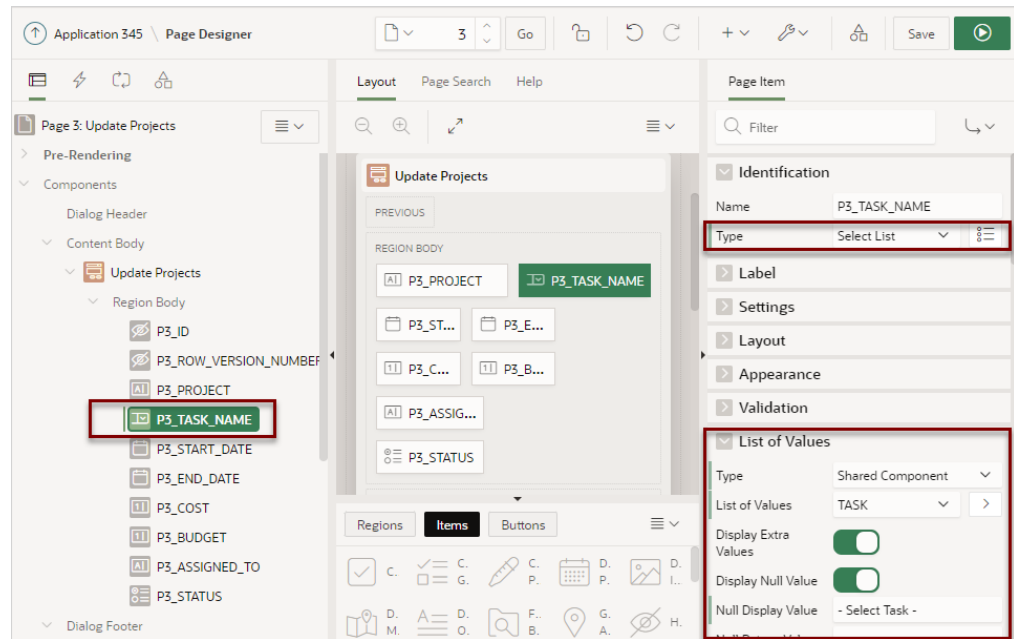 Application 345 \ Page Designer
3
Go
Save
Layout
Page Search
Help
Page Item
Page 3: Update Projects
Filter
Pre-Rendering
Components
Dialog Header
Content Body
Update Projects
Region Body
P3_ID
P3_ROW_VERSION_NUMBER
P3_PROJECT
P3_TASK_NAME
P3_START_DATE
P3_END_DATE
P3_COST
P3_BUDGET
P3_ASSIGNED_TO
P3_STATUS
Dialog Footer
Update Projects
PREVIOUS
REGION BODY
P3_PROJECT
P3_TASK_NAME
P3_ST...
P3_E...
P3_C...
P3_B...
P3_ASSIG...
P3_STATUS
Regions
Items
Buttons
C.
C.
G.
C.
P.
D.
P.
D.
I...
D.
M.
D.
O.
F..
B.
G.
A.
H.
Identification
Name P3_TASK_NAME
Type Select List
Label
Settings
Layout
Appearance
Validation
List of Values
Type Shared Component
List of Values TASK
Display Extra
Values
Display Null Value
Null Display Value - Select Task -